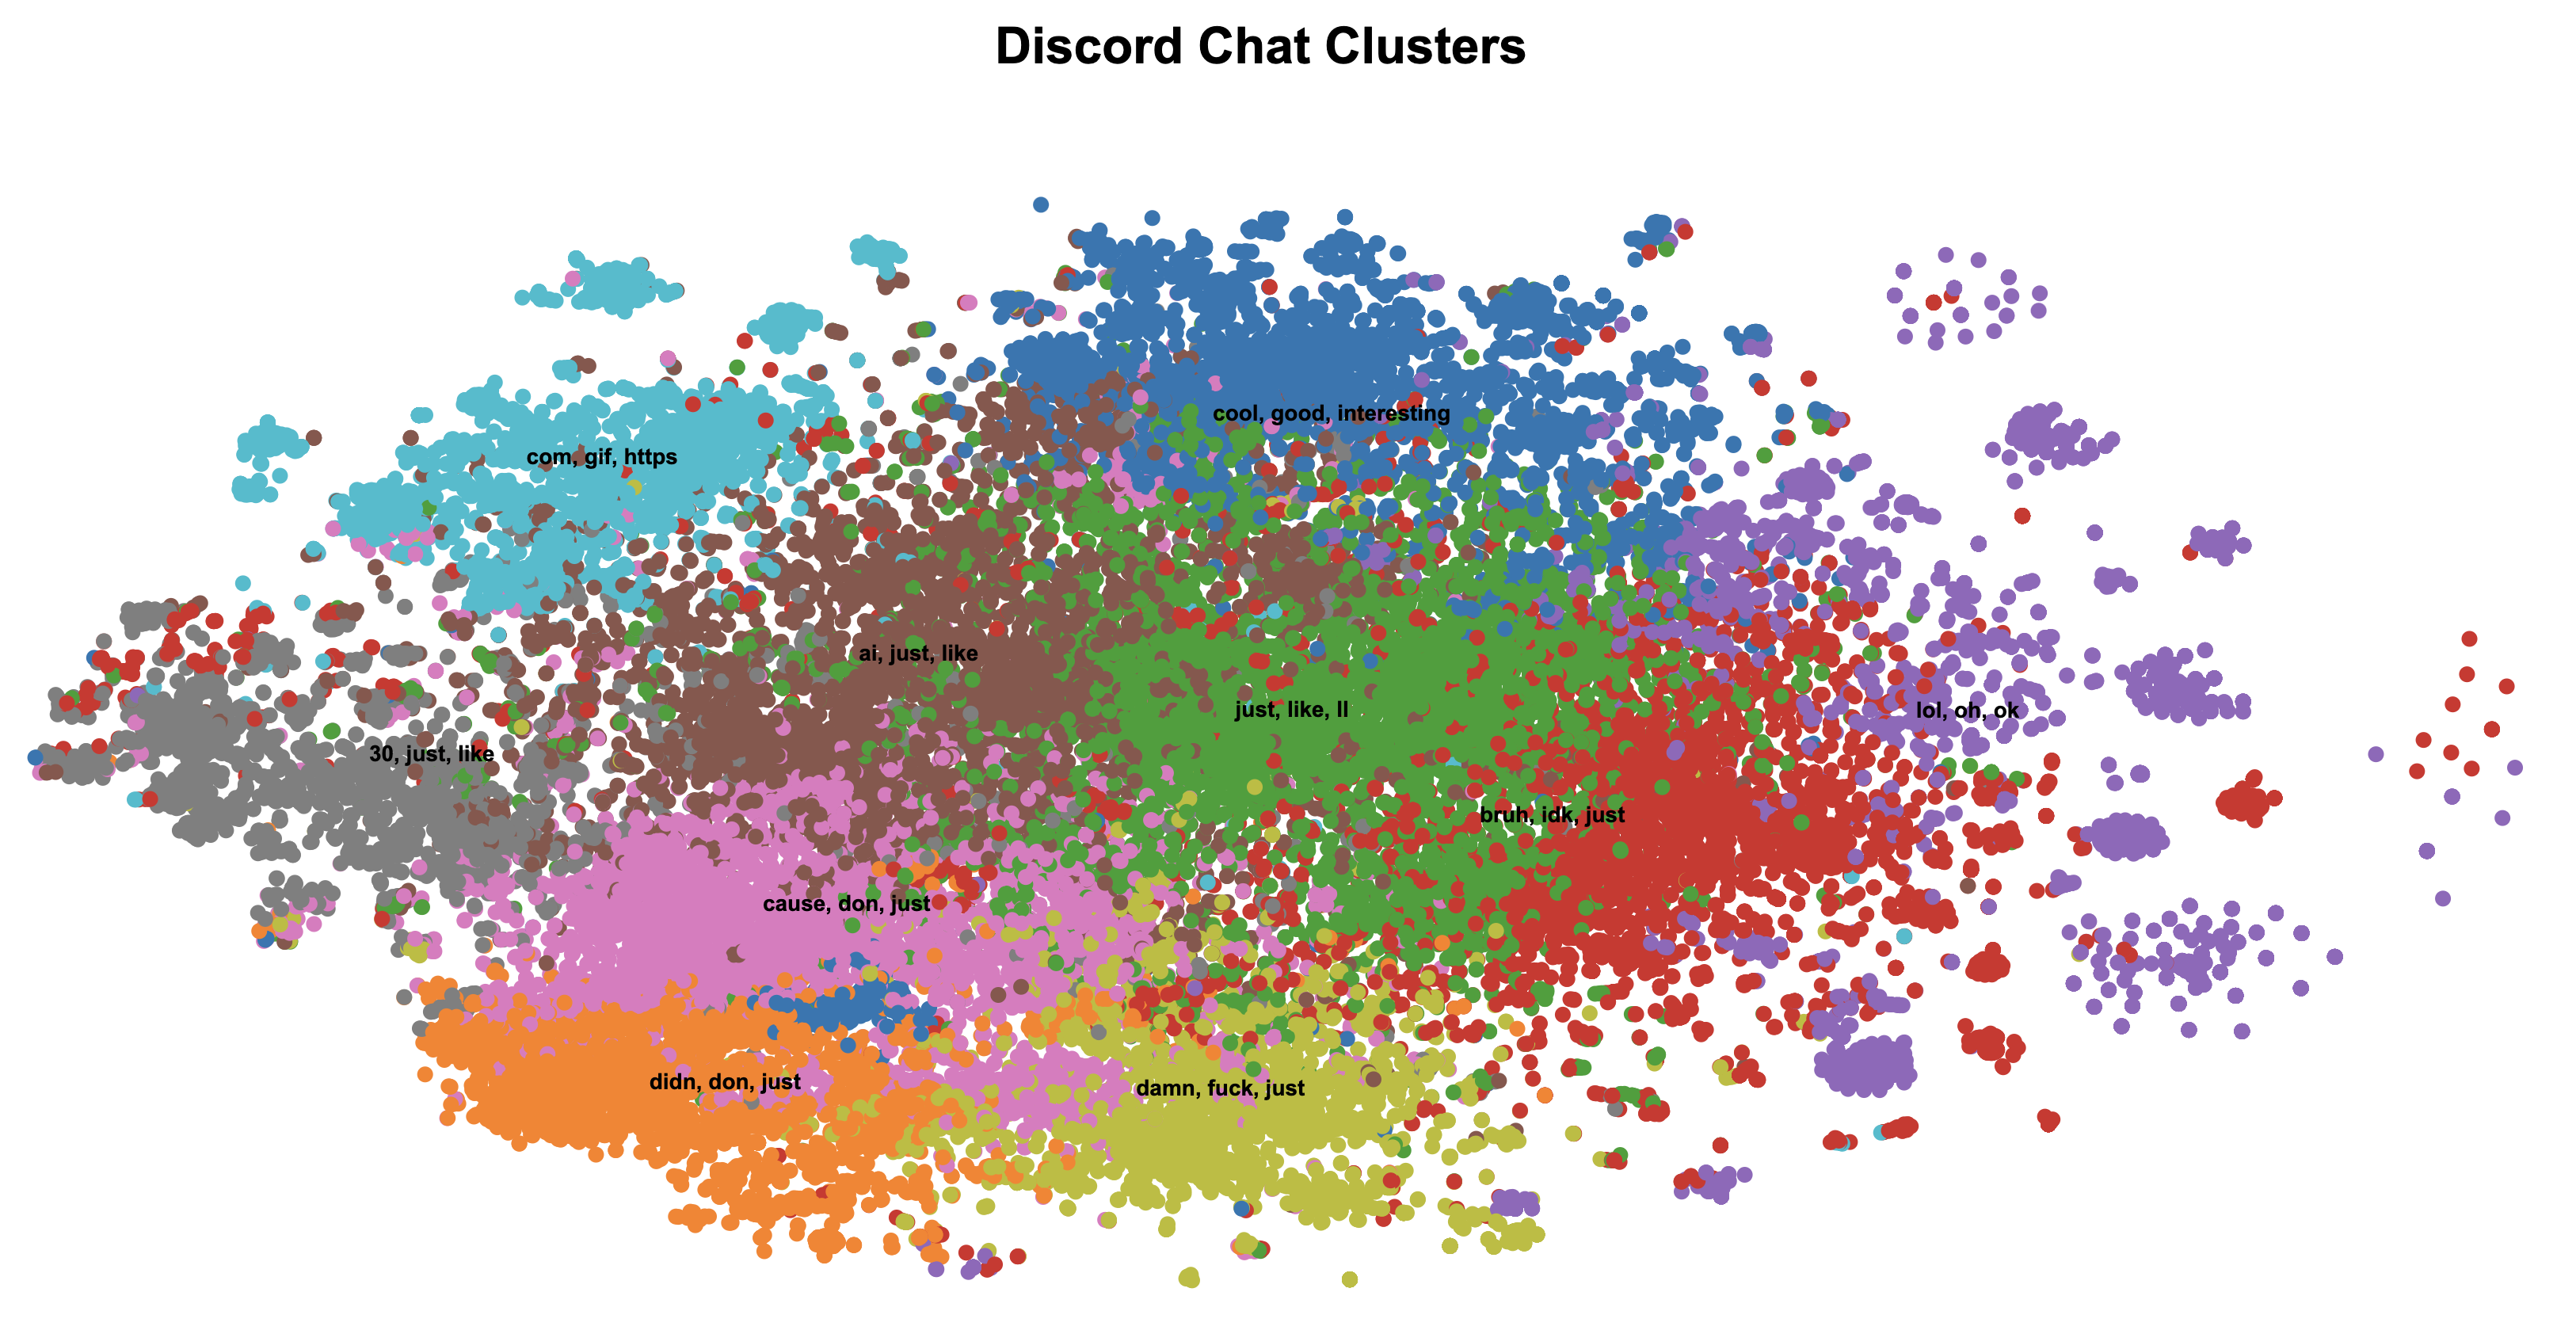 Discord Chat Clusters
cool, good, interesting
com, gif, https
ai, just, like
just, like, ll
lol, oh, ok
30, just, like
bruh, idk, just
cause, don, just
didn, don, just
damn, fuck, just